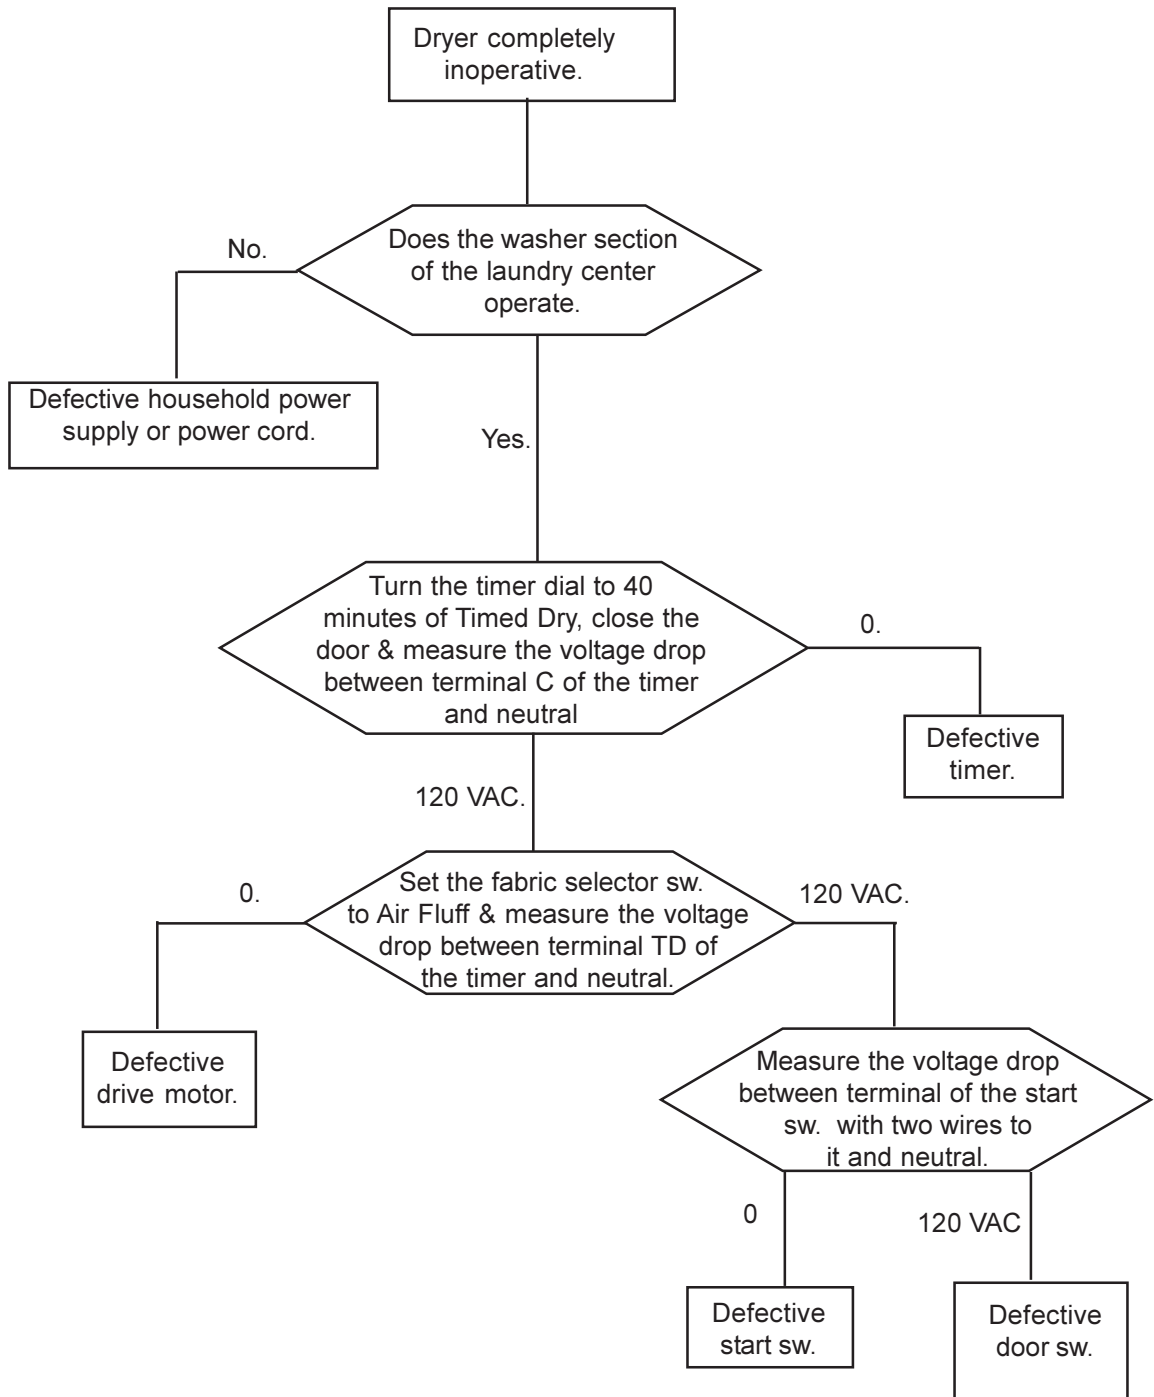 Dryer completely
inoperative.
Does the washer section
of the laundry center
operate.
No.
Defective household power
supply or power cord.
Yes.
Turn the timer dial to 40
minutes of Timed Dry, close the
door & measure the voltage drop
between terminal C of the timer
and neutral
0.
Defective
timer.
120 VAC.
Set the fabric selector sw.
to Air Fluff & measure the voltage
drop between terminal TD of
the timer and neutral.
0.
Defective
drive motor.
120 VAC.
Measure the voltage drop
between terminal of the start
sw. with two wires to
it and neutral.
0
Defective
start sw.
120 VAC
Defective
door sw.